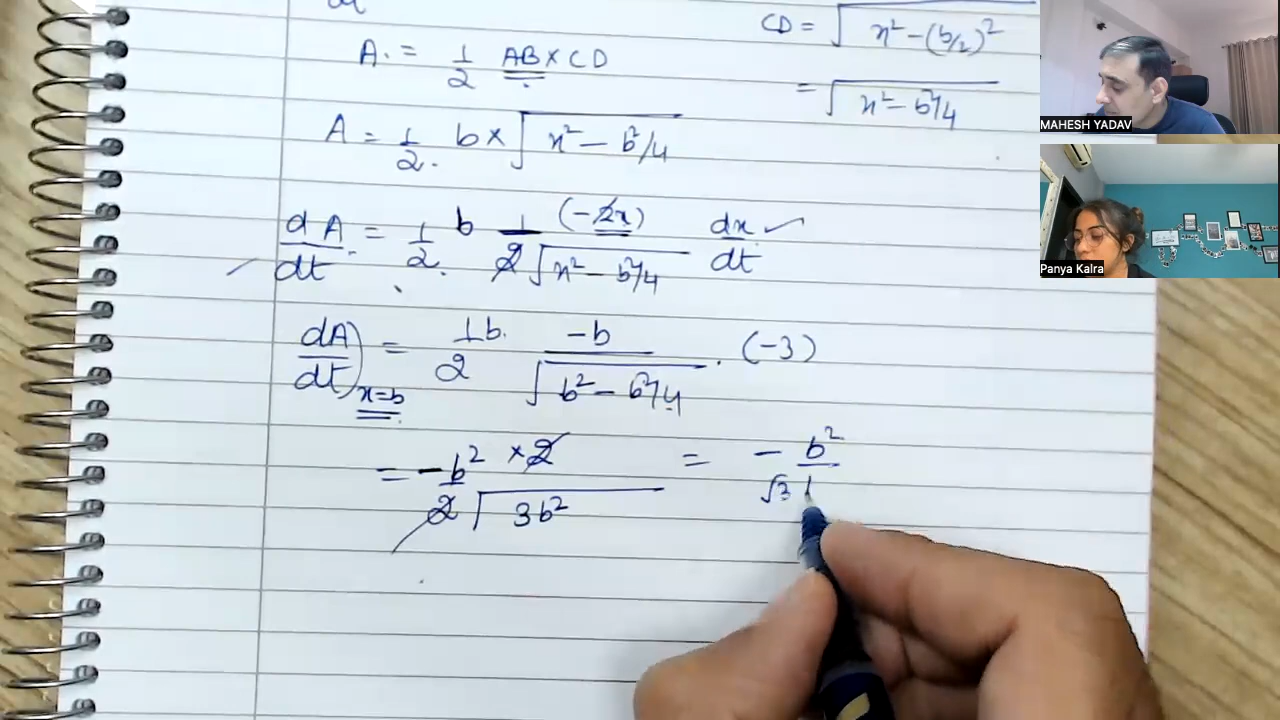 CD = √(x² - (b/2)²
A. = 1/2 AB × CD
= √(x² - b²/4
A = 1/2. b × √(x² - b²/4
dA/dt = 1/2. b 1/2√(x² - b²/4 (-2x) dx/dt ✓
dA/dt)x=b = 1/2 b. -b/√(b² - b²/4 . (-3)
= -b² × 2/2√3b² = - b²/√3
MAHESH YADAV
Panya Kalra